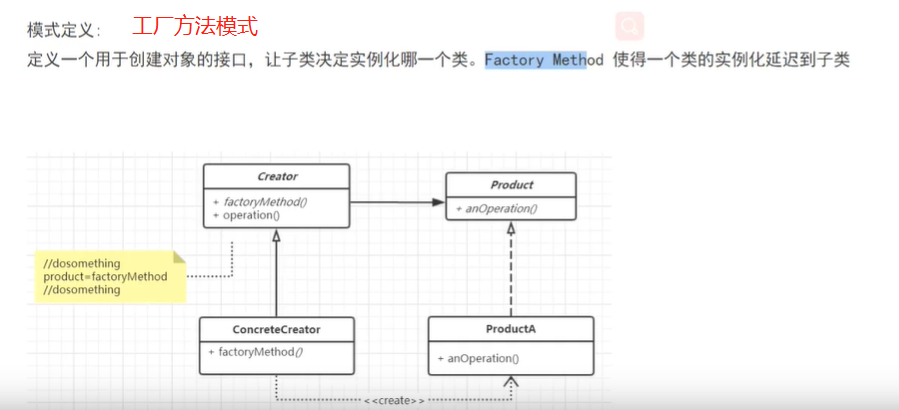 模式定义： 工厂方法模式
定义一个用于创建对象的接口，让子类决定实例化哪一个类。Factory Method 使得一个类的实例化延迟到子类
Creator
+ factoryMethod()
+ operation()
Product
+ anOperation()
//dosomething
product=factoryMethod
//dosomething
ConcreteCreator
+ factoryMethod()
ProductA
+ anOperation()
<<create>>